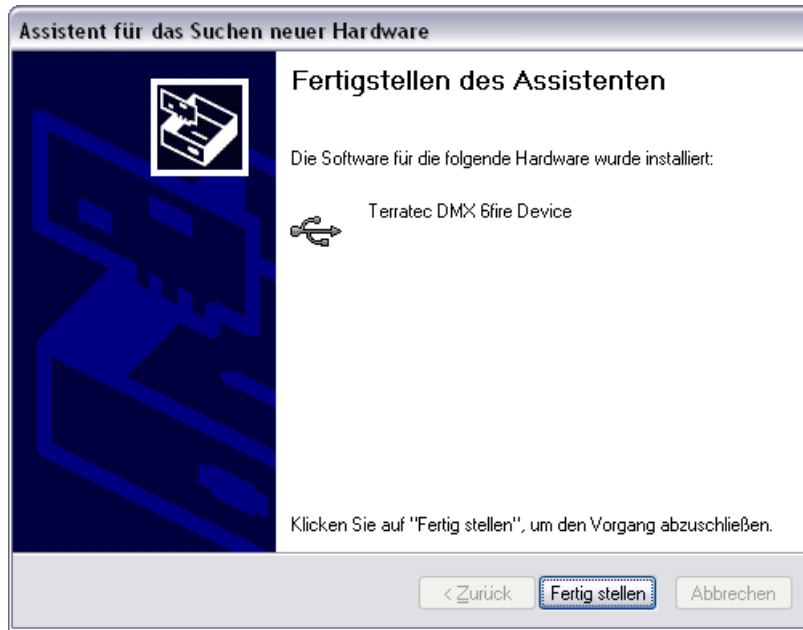 Assistent für das Suchen neuer Hardware
Fertigstellen des Assistenten
Die Software für die folgende Hardware wurde installiert:
Terratec DMX 6fire Device
Klicken Sie auf "Fertig stellen", um den Vorgang abzuschließen.
< Zurück
Fertig stellen
Abbrechen